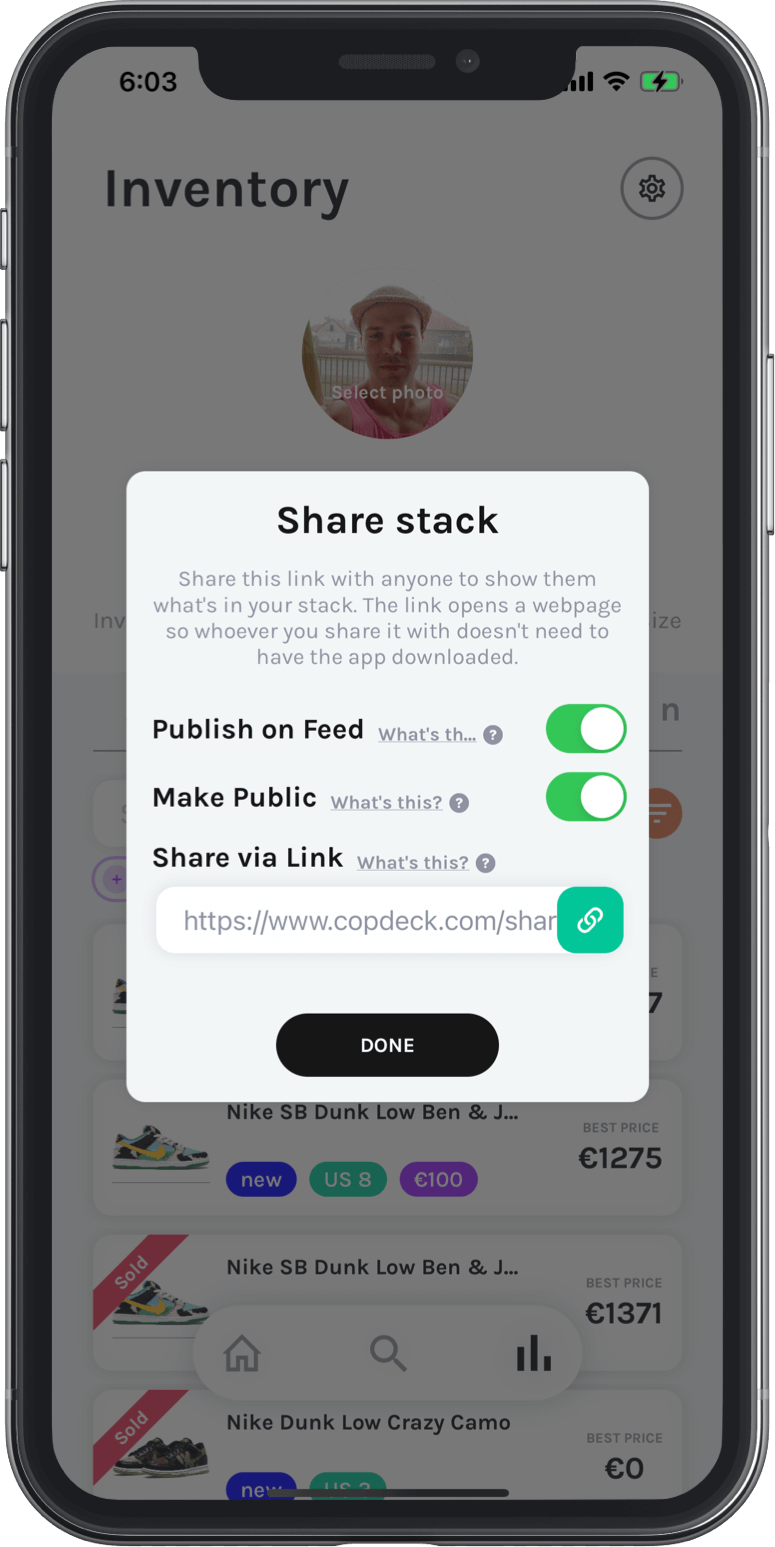 6:03
Inventory
Select photo
Share stack
Share this link with anyone to show them
what's in your stack. The link opens a webpage
so whoever you share it with doesn't need to
have the app downloaded.
Inv
ize
n
Publish on Feed What's th... ?
Make Public What's this? ?
Share via Link What's this? ?
https://www.copdeck.com/shar
E
7
DONE
Nike SB Dunk Low Ben & J...
BEST PRICE
€1275
new US 8 €100
Sold
Nike SB Dunk Low Ben & J...
BEST PRICE
€1371
Sold
Nike Dunk Low Crazy Camo
BEST PRICE
€0
new